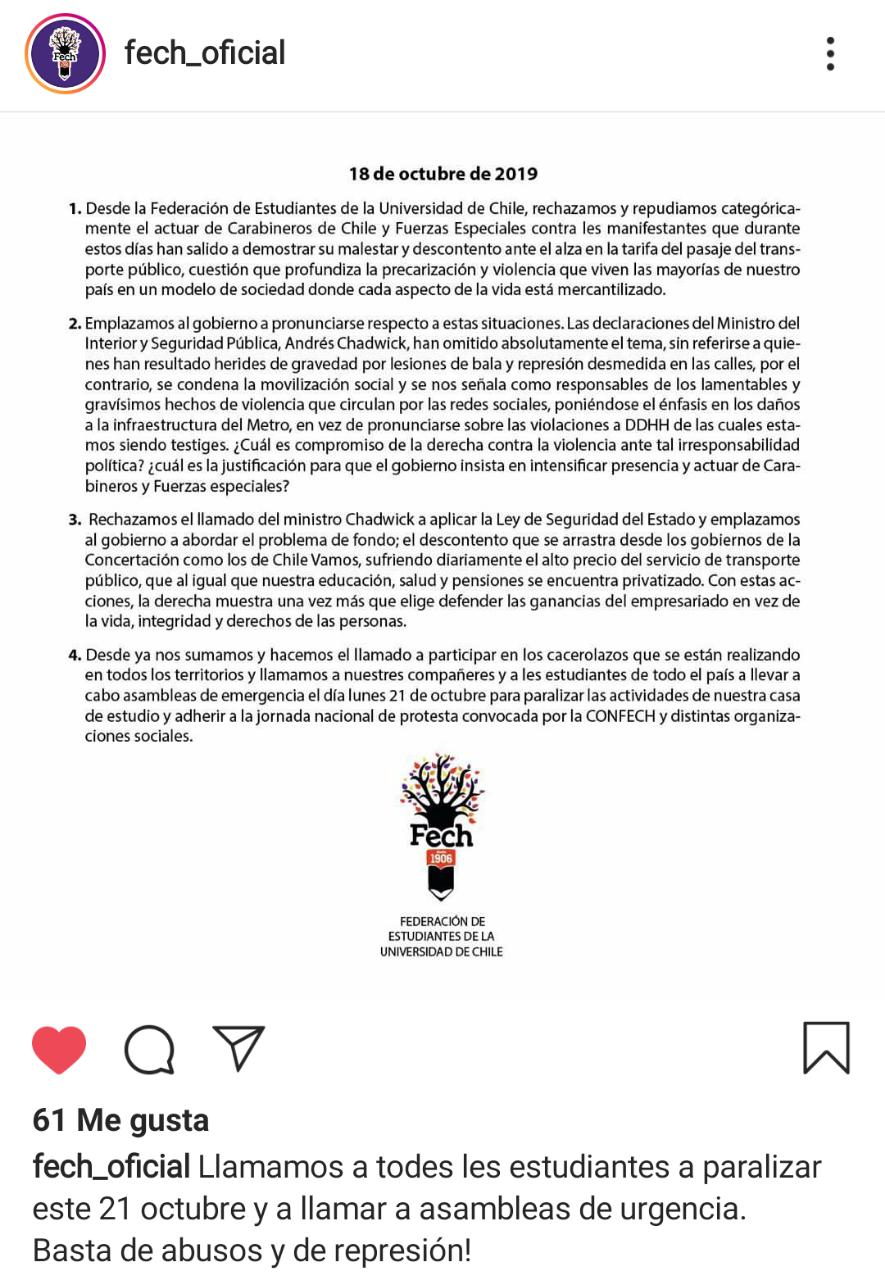 Fech
fech_oficial
18 de octubre de 2019
1. Desde la Federación de Estudiantes de la Universidad de Chile, rechazamos y repudiamos categórica-
mente el actuar de Carabineros de Chile y Fuerzas Especiales contra les manifestantes que durante
estos días han salido a demostrar su malestar y descontento ante el alza en la tarifa del pasaje del trans-
porte público, cuestión que profundiza la precarización y violencia que viven las mayorías de nuestro
país en un modelo de sociedad donde cada aspecto de la vida está mercantilizado.
2. Emplazamos al gobierno a pronunciarse respecto a estas situaciones. Las declaraciones del Ministro del
Interior y Seguridad Pública, Andrés Chadwick, han omitido absolutamente el tema, sin referirse a quie-
nes han resultado herides de gravedad por lesiones de bala y represión desmedida en las calles, por el
contrario, se condena la movilización social y se nos señala como responsables de los lamentables y
gravísimos hechos de violencia que circulan por las redes sociales, poniéndose el énfasis en los daños
a la infraestructura del Metro, en vez de pronunciarse sobre las violaciones a DDHH de las cuales esta-
mos siendo testiges. ¿Cuál es compromiso de la derecha contra la violencia ante tal irresponsabilidad
política? ¿cuál es la justificación para que el gobierno insista en intensificar presencia y actuar de Cara-
bineros y Fuerzas especiales?
3. Rechazamos el llamado del ministro Chadwick a aplicar la Ley de Seguridad del Estado y emplazamos
al gobierno a abordar el problema de fondo; el descontento que se arrastra desde los gobiernos de la
Concertación como los de Chile Vamos, sufriendo diariamente el alto precio del servicio de transporte
público, que al igual que nuestra educación, salud y pensiones se encuentra privatizado. Con estas ac-
ciones, la derecha muestra una vez más que elige defender las ganancias del empresariado en vez de
la vida, integridad y derechos de las personas.
4. Desde ya nos sumamos y hacemos el llamado a participar en los cacerolazos que se están realizando
en todos los territorios y llamamos a nuestres compañeres y a les estudiantes de todo el país a llevar a
cabo asambleas de emergencia el día lunes 21 de octubre para paralizar las actividades de nuestra casa
de estudio y adherir a la jornada nacional de protesta convocada por la CONFECH y distintas organiza-
ciones sociales.
Fech
1906
FEDERACIÓN DE
ESTUDIANTES DE LA
UNIVERSIDAD DE CHILE
61 Me gusta
fech_oficial Llamamos a todes les estudiantes a paralizar
este 21 octubre y a llamar a asambleas de urgencia.
Basta de abusos y de represión!